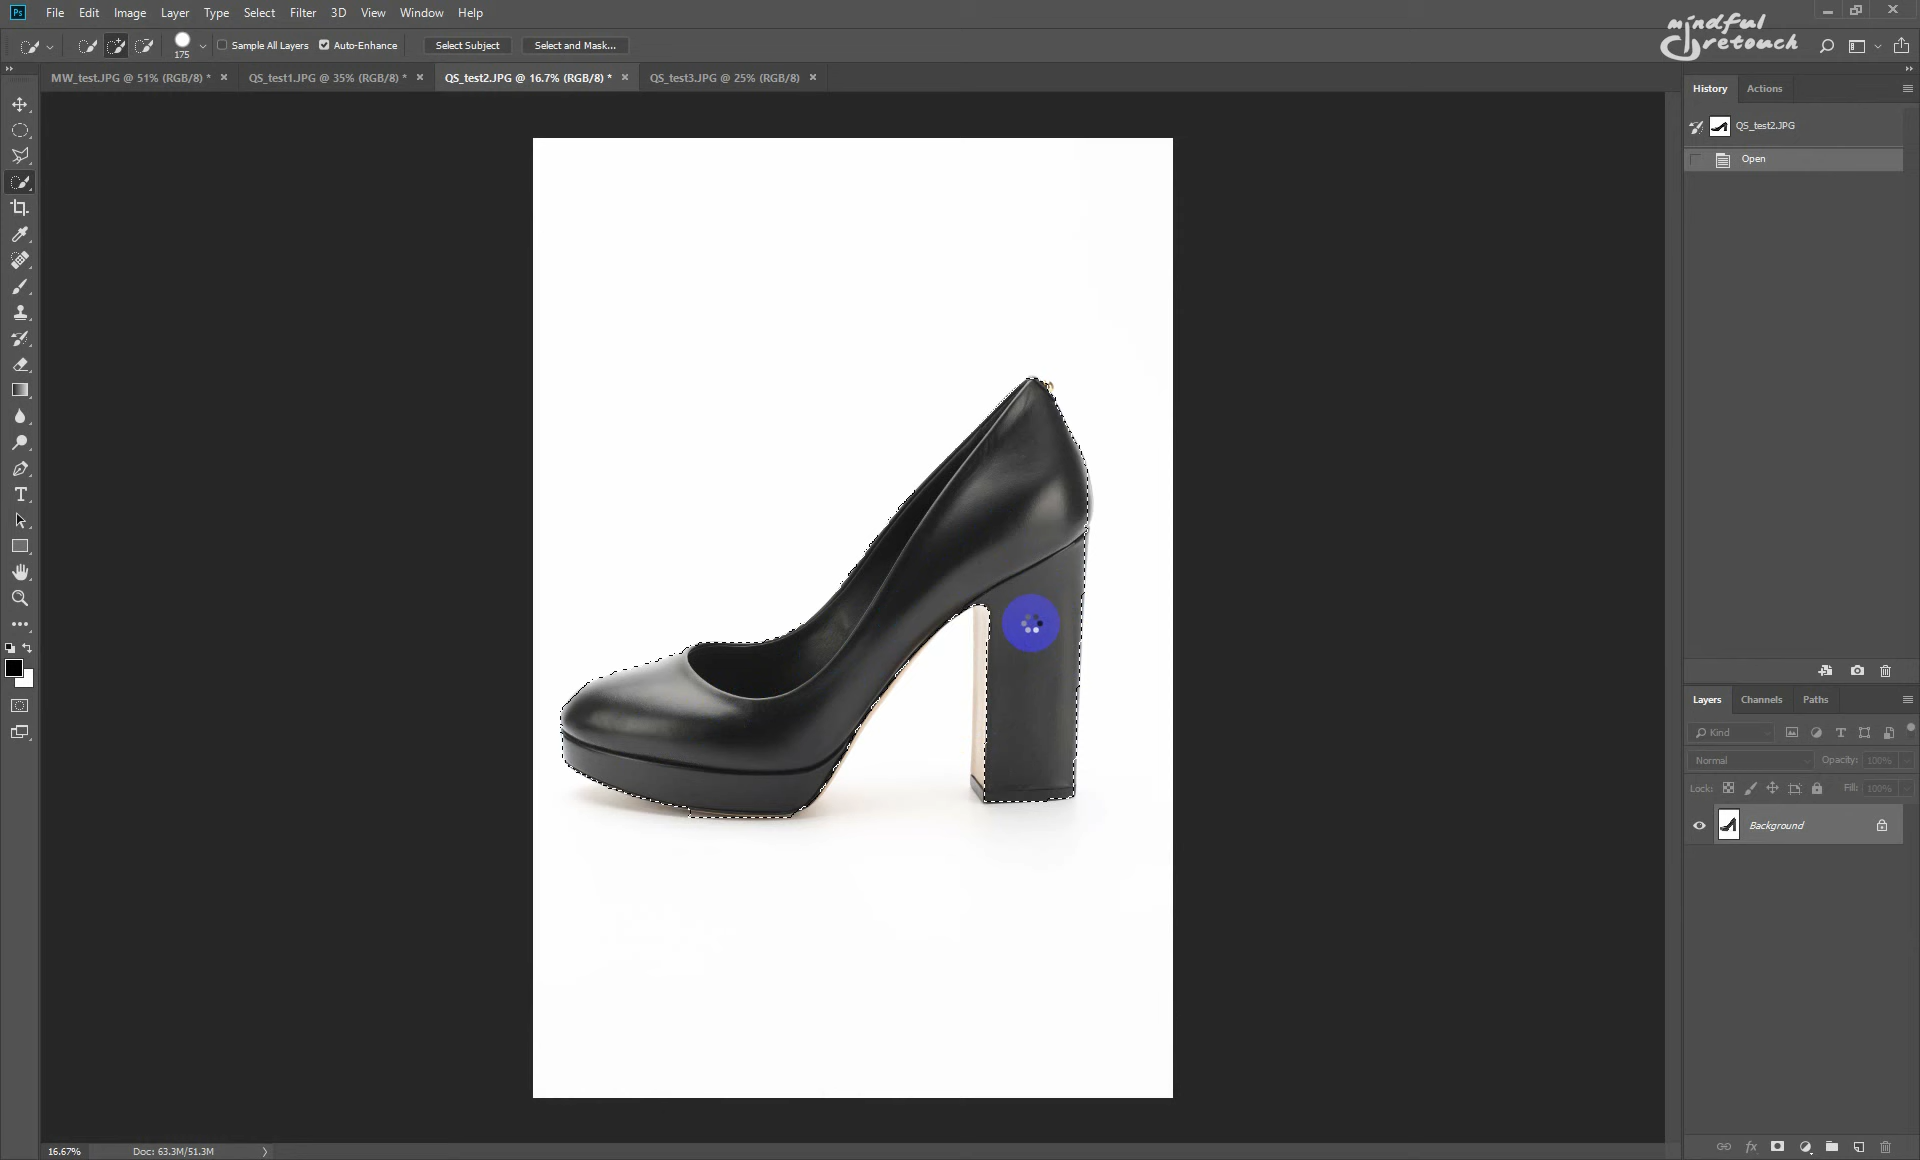 Ps File Edit Image Layer Type Select Filter 3D View Window Help
mindful retouch
175 Sample All Layers Auto-Enhance Select Subject Select and Mask...
MW_test.JPG @ 51% (RGB/8) * × QS_test1.JPG @ 35% (RGB/8) * × QS_test2.JPG @ 16.7% (RGB/8) * × QS_test3.JPG @ 25% (RGB/8) ×
History Actions
QS_test2.JPG
Open
Layers Channels Paths
Kind
Normal Opacity: 100%
Lock: Fill: 100%
Background
16.67% Doc: 63.3M/51.3M